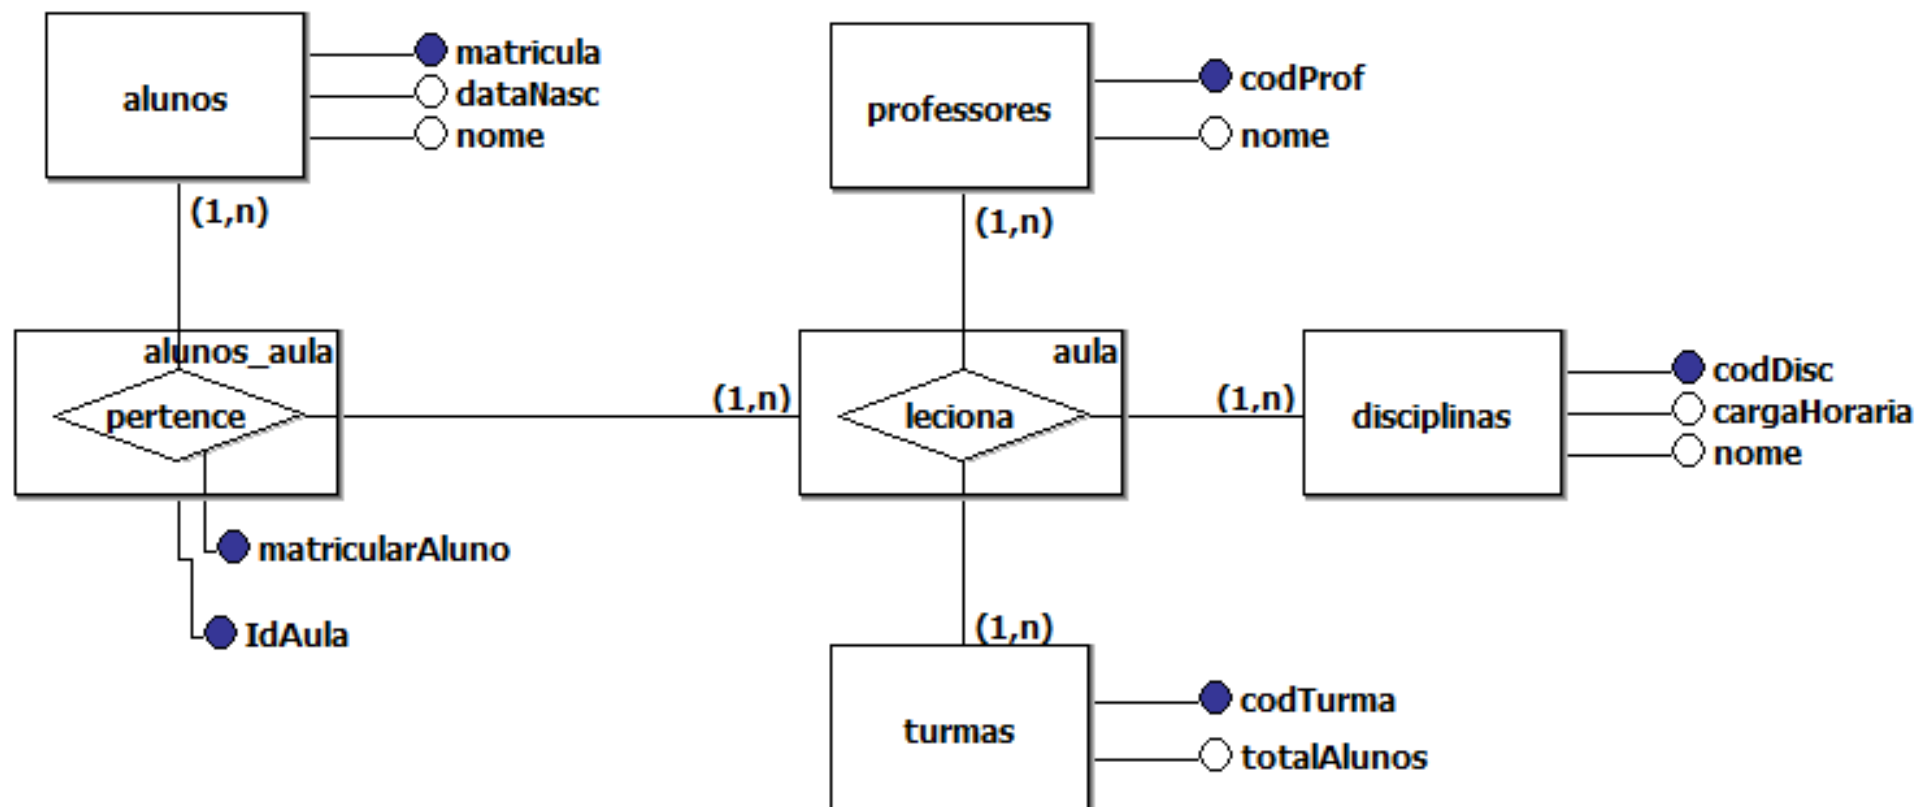 alunos
matricula
dataNasc
nome
(1,n)
professores
codProf
nome
(1,n)
alunos_aula
pertence
(1,n)
aula
leciona
(1,n)
disciplinas
codDisc
cargaHoraria
nome
matricularAluno
IdAula
(1,n)
turmas
codTurma
totalAlunos